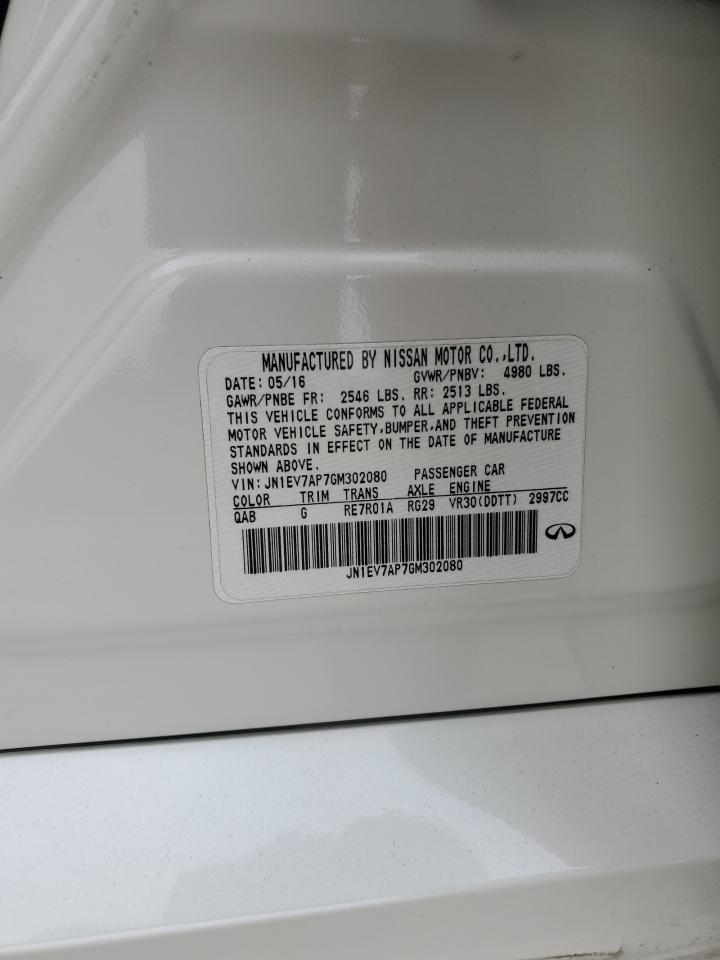 MANUFACTURED BY NISSAN MOTOR CO.,LTD.
DATE: 05/16 GVWR/PNBV: 4980 LBS.
GAWR/PNBE FR: 2546 LBS. RR: 2513 LBS.
THIS VEHICLE CONFORMS TO ALL APPLICABLE FEDERAL
MOTOR VEHICLE SAFETY,BUMPER,AND THEFT PREVENTION
STANDARDS IN EFFECT ON THE DATE OF MANUFACTURE
SHOWN ABOVE.
VIN: JN1EV7AP7GM302080 PASSENGER CAR
COLOR TRIM TRANS AXLE ENGINE
QAB G RE7R01A RG29 VR30(DDTT) 2997CC
JN1EV7AP7GM302080